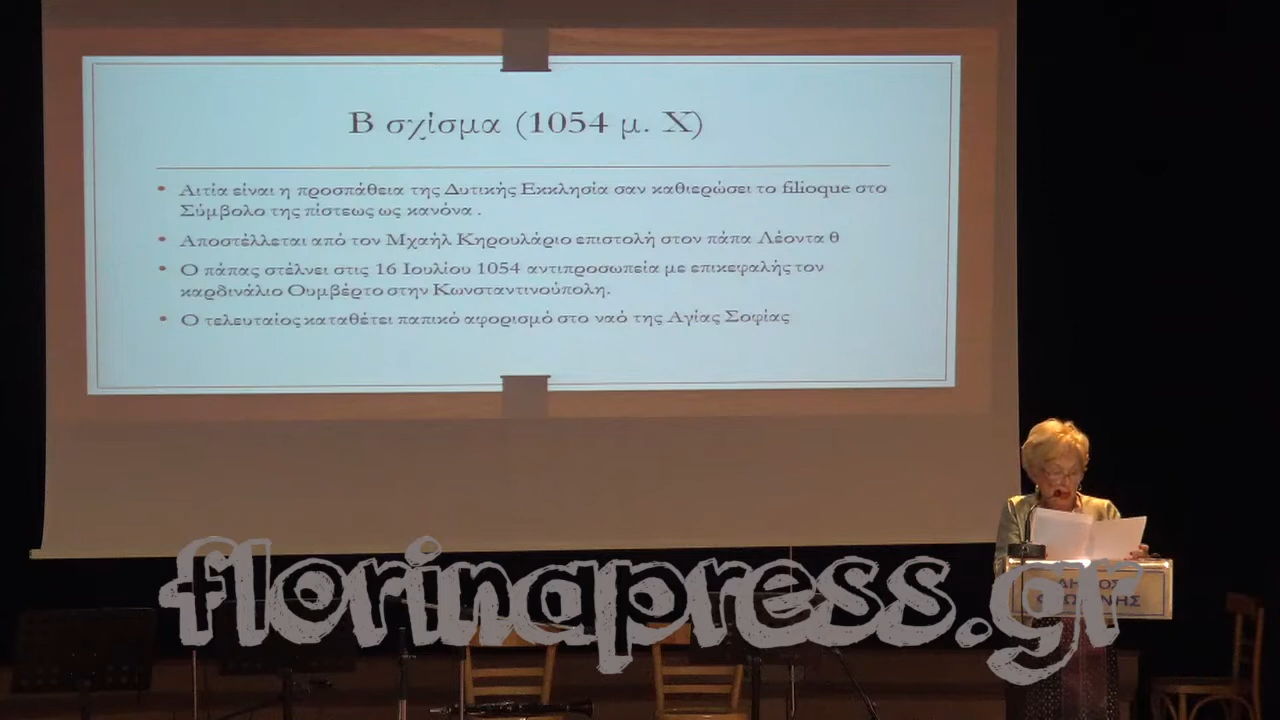 Β σχίσμα (1054 μ. Χ)
• Αιτία είναι η προσπάθεια της Δυτικής Εκκλησία σαν καθιερώσει το filioque στο
Σύμβολο της πίστεως ως κανόνα .
• Αποστέλλεται από τον Μχαήλ Κηρουλάριο επιστολή στον πάπα Λέοντα θ
• Ο πάπας στέλνει στις 16 Ιουλίου 1054 αντιπροσωπεία με επικεφαλής τον
καρδινάλιο Ουμβέρτο στην Κωνσταντινούπολη.
• Ο τελευταίος καταθέτει παπικό αφορισμό στο ναό της Αγίας Σοφίας
florinapress.gr
ΔΗΜΟΣ